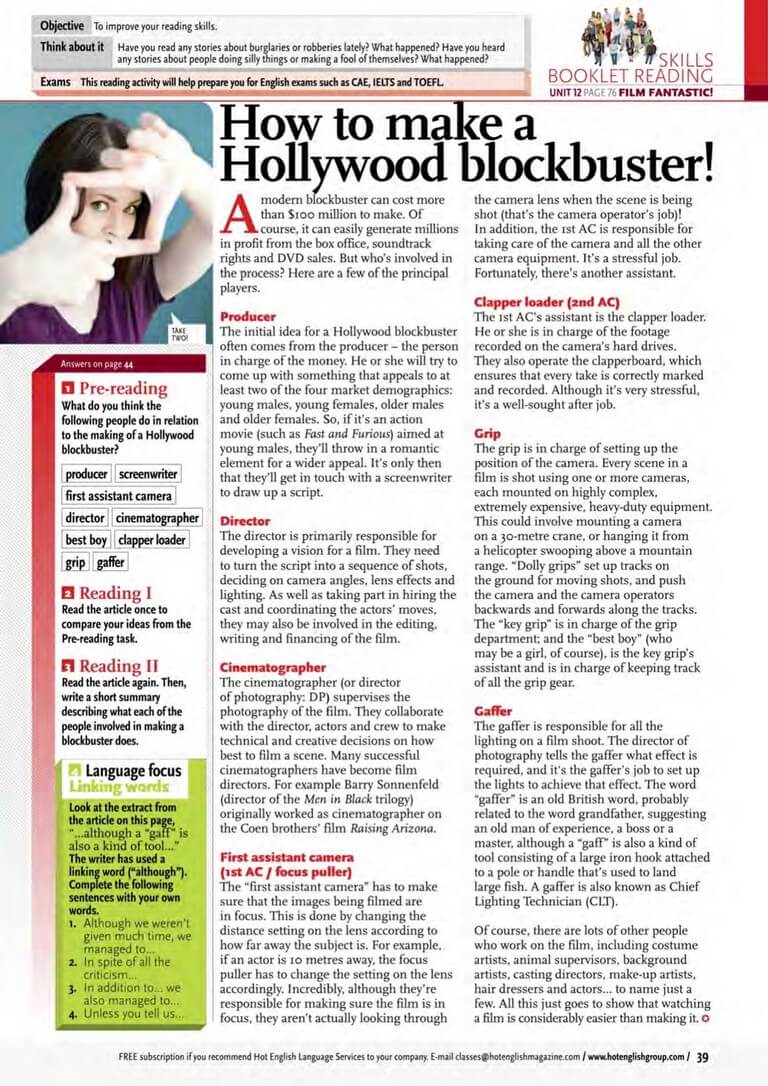 Objective To improve your reading skills.
Think about it Have you read any stories about burglaries or robberies lately? What happened? Have you heard
any stories about people doing silly things or making a fool of themselves? What happened?
Exams This reading activity will help prepare you for English exams such as CAE, IELTS and TOEFL.
SKILLS
BOOKLET READING
UNIT 12 PAGE 76 FILM FANTASTIC!
How to make a
Hollywood blockbuster!
TAKE
TWO!
Answers on page 44
1 Pre-reading
What do you think the
following people do in relation
to the making of a Hollywood
blockbuster?
producer screenwriter
first assistant camera
director cinematographer
best boy clapper loader
grip gaffer
2 Reading I
Read the article once to
compare your ideas from the
Pre-reading task.
3 Reading II
Read the article again. Then,
write a short summary
describing what each of the
people involved in making a
blockbuster does.
4 Language focus
Linking words
Look at the extract from
the article on this page,
"...although a "gaff" is
also a kind of tool..."
The writer has used a
linking word ("although").
Complete the following
sentences with your own
words.
1. Although we weren't
given much time, we
managed to...
2. In spite of all the
criticism...
3. In addition to... we
also managed to...
4. Unless you tell us...
A modern blockbuster can cost more
than $100 million to make. Of
course, it can easily generate millions
in profit from the box office, soundtrack
rights and DVD sales. But who's involved in
the process? Here are a few of the principal
players.
Producer
The initial idea for a Hollywood blockbuster
often comes from the producer – the person
in charge of the money. He or she will try to
come up with something that appeals to at
least two of the four market demographics:
young males, young females, older males
and older females. So, if it's an action
movie (such as Fast and Furious) aimed at
young males, they'll throw in a romantic
element for a wider appeal. It's only then
that they'll get in touch with a screenwriter
to draw up a script.
Director
The director is primarily responsible for
developing a vision for a film. They need
to turn the script into a sequence of shots,
deciding on camera angles, lens effects and
lighting. As well as taking part in hiring the
cast and coordinating the actors' moves,
they may also be involved in the editing,
writing and financing of the film.
Cinematographer
The cinematographer (or director
of photography: DP) supervises the
photography of the film. They collaborate
with the director, actors and crew to make
technical and creative decisions on how
best to film a scene. Many successful
cinematographers have become film
directors. For example Barry Sonnenfeld
(director of the Men in Black trilogy)
originally worked as cinematographer on
the Coen brothers' film Raising Arizona.
First assistant camera
(1st AC / focus puller)
The "first assistant camera" has to make
sure that the images being filmed are
in focus. This is done by changing the
distance setting on the lens according to
how far away the subject is. For example,
if an actor is 10 metres away, the focus
puller has to change the setting on the lens
accordingly. Incredibly, although they're
responsible for making sure the film is in
focus, they aren't actually looking through
the camera lens when the scene is being
shot (that's the camera operator's job)!
In addition, the 1st AC is responsible for
taking care of the camera and all the other
camera equipment. It's a stressful job.
Fortunately, there's another assistant.
Clapper loader (2nd AC)
The 1st AC's assistant is the clapper loader.
He or she is in charge of the footage
recorded on the camera's hard drives.
They also operate the clapperboard, which
ensures that every take is correctly marked
and recorded. Although it's very stressful,
it's a well-sought after job.
Grip
The grip is in charge of setting up the
position of the camera. Every scene in a
film is shot using one or more cameras,
each mounted on highly complex,
extremely expensive, heavy-duty equipment.
This could involve mounting a camera
on a 30-metre crane, or hanging it from
a helicopter swooping above a mountain
range. "Dolly grips" set up tracks on
the ground for moving shots, and push
the camera and the camera operators
backwards and forwards along the tracks.
The "key grip" is in charge of the grip
department; and the "best boy" (who
may be a girl, of course), is the key grip's
assistant and is in charge of keeping track
of all the grip gear.
Gaffer
The gaffer is responsible for all the
lighting on a film shoot. The director of
photography tells the gaffer what effect is
required, and it's the gaffer's job to set up
the lights to achieve that effect. The word
"gaffer" is an old British word, probably
related to the word grandfather, suggesting
an old man of experience, a boss or a
master, although a "gaff" is also a kind of
tool consisting of a large iron hook attached
to a pole or handle that's used to land
large fish. A gaffer is also known as Chief
Lighting Technician (CLT).
Of course, there are lots of other people
who work on the film, including costume
artists, animal supervisors, background
artists, casting directors, make-up artists,
hair dressers and actors... to name just a
few. All this just goes to show that watching
a film is considerably easier than making it.
FREE subscription if you recommend Hot English Language Services to your company. E-mail classes@hotenglishmagazine.com / www.hotenglishgroup.com / 39